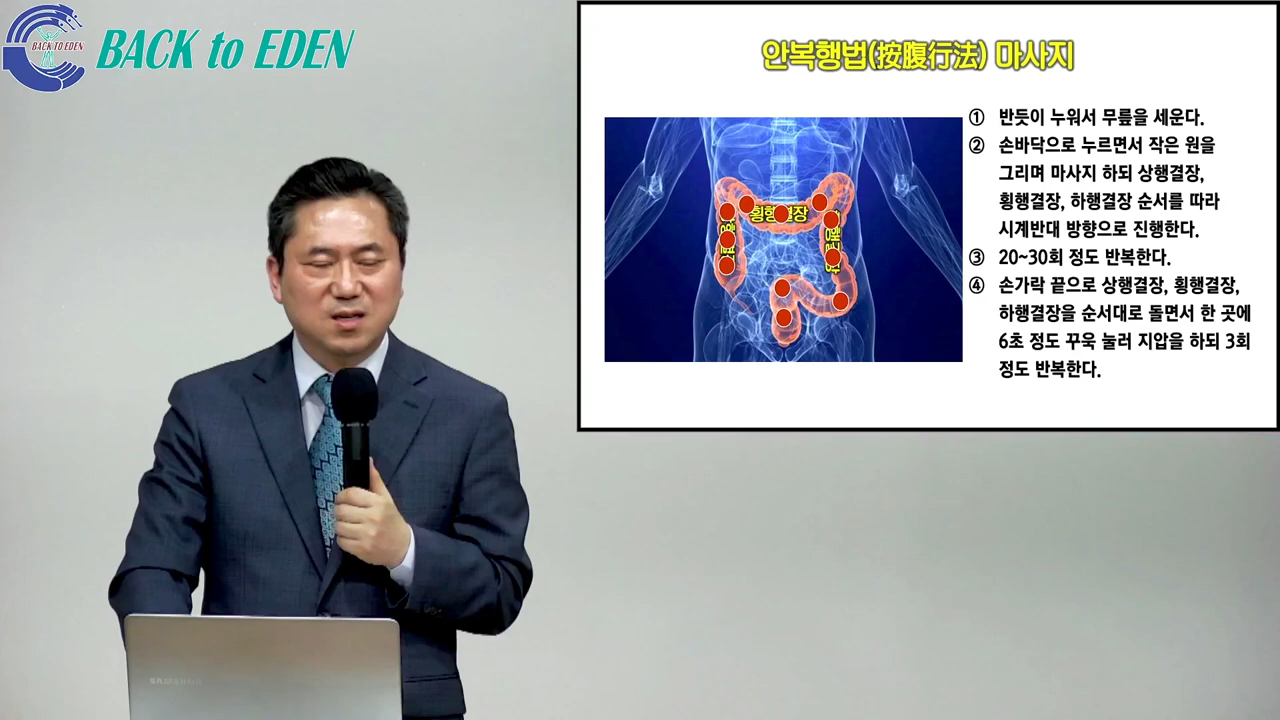 BACK TO EDEN
BACK to EDEN
안복행법(按腹行法) 마사지
① 반듯이 누워서 무릎을 세운다.
② 손바닥으로 누르면서 작은 원을
그리며 마사지 하되 상행결장,
횡행결장, 하행결장 순서를 따라
시계반대 방향으로 진행한다.
③ 20~30회 정도 반복한다.
④ 손가락 끝으로 상행결장, 횡행결장,
하행결장을 순서대로 돌면서 한 곳에
6초 정도 꾸욱 눌러 지압을 하되 3회
정도 반복한다.
SAMSUNG